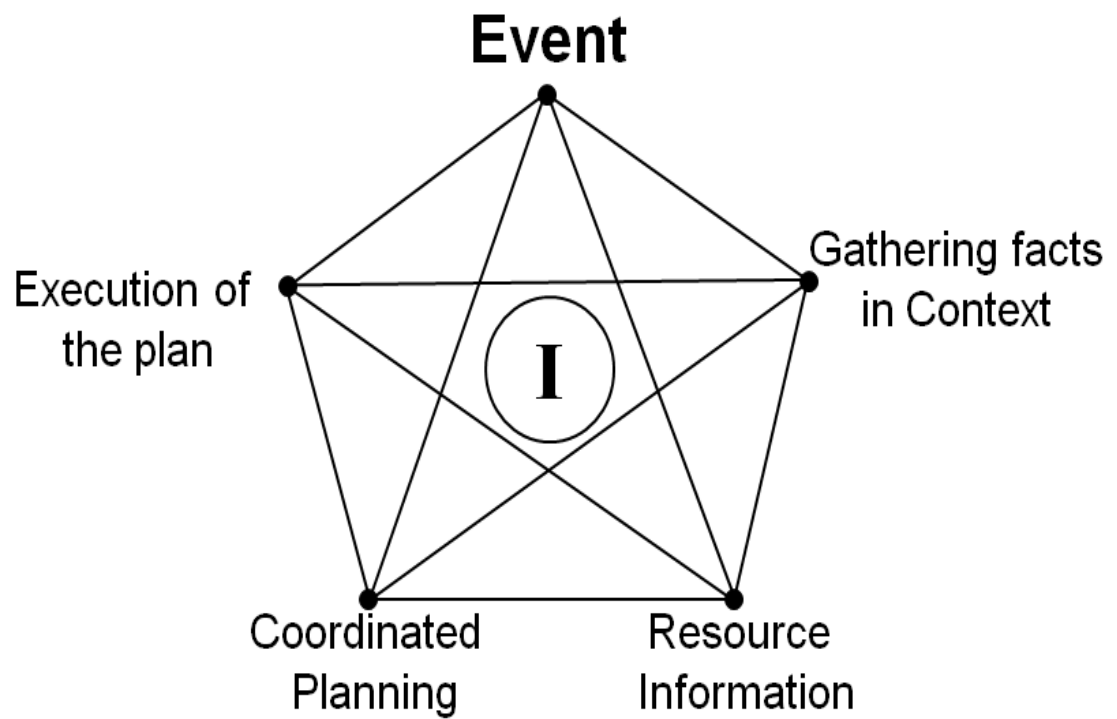 Event
Gathering facts
in Context
Execution of
the plan
I
Coordinated
Planning
Resource
Information